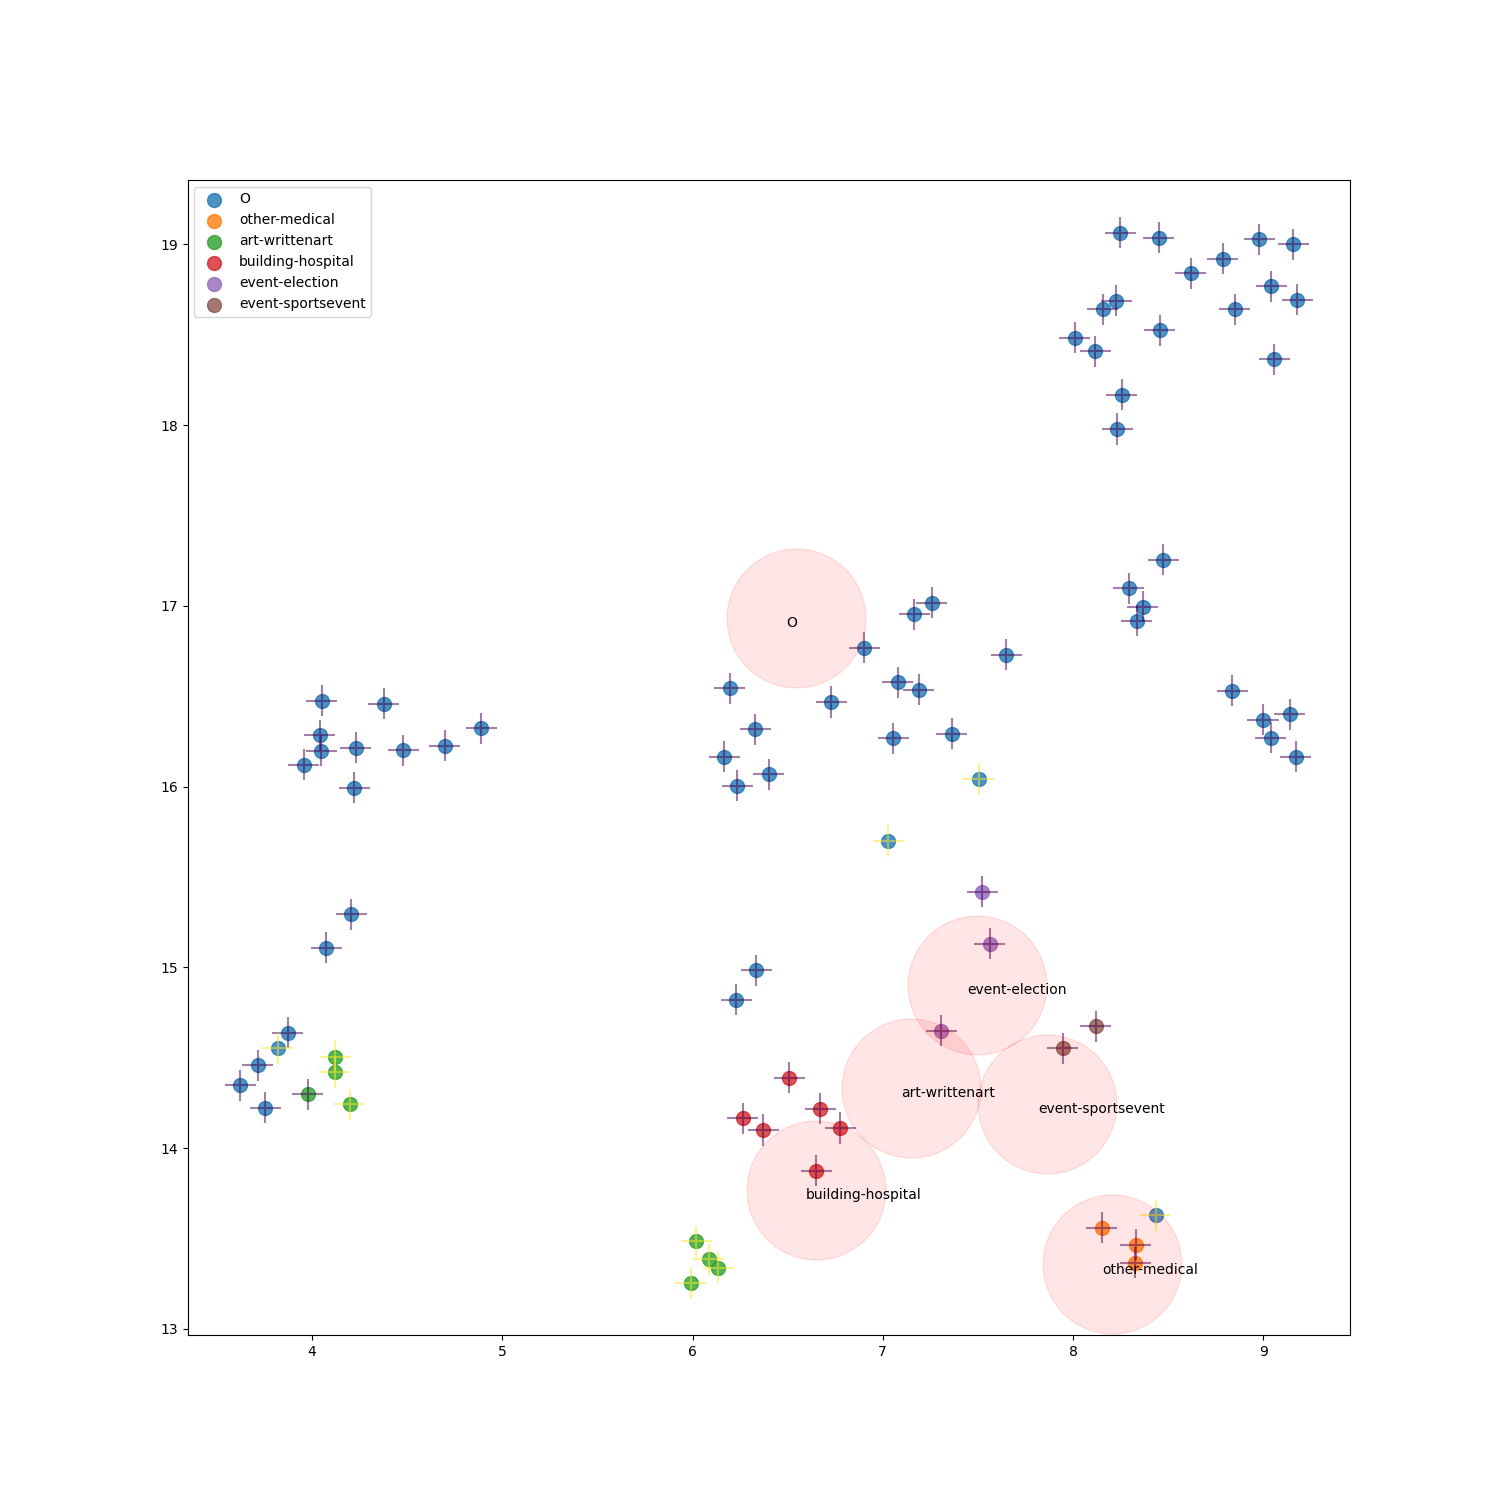 O
other-medical
art-writtenart
building-hospital
event-election
event-sportsevent
19
18
17
O
16
15
event-election
art-writtenart
event-sportsevent
14
building-hospital
other-medical
13
4 5 6 7 8 9